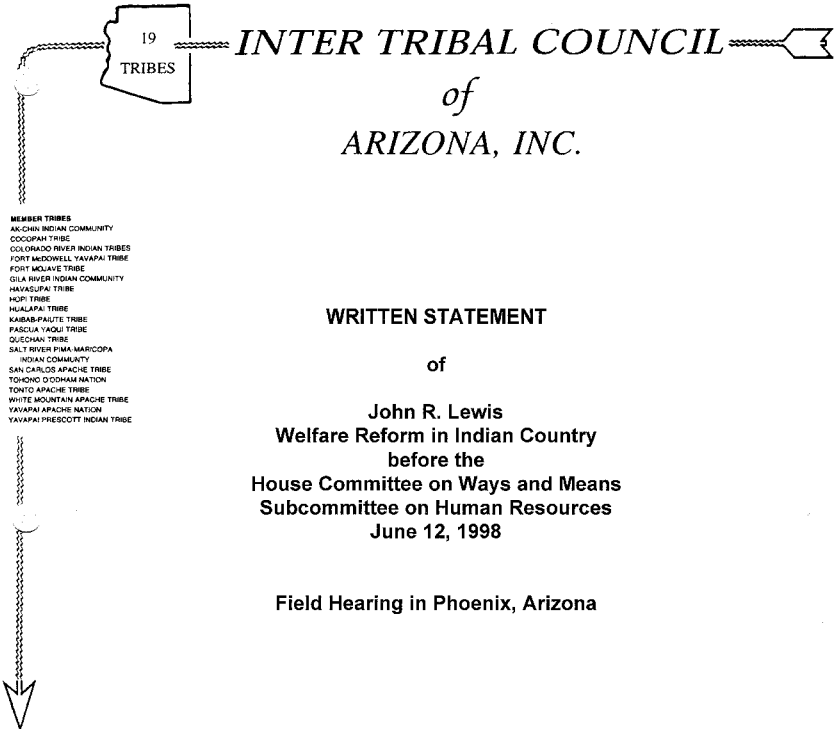 19
TRIBES
INTER TRIBAL COUNCIL
of
ARIZONA, INC.
MEMBER TRIBES
AK-CHIN INDIAN COMMUNITY
COCOPAH TRIBE
COLORADO RIVER INDIAN TRIBES
FORT McDOWELL YAVAPAI TRIBE
FORT MOJAVE TRIBE
GILA RIVER INDIAN COMMUNITY
HAVASUPAI TRIBE
HOPI TRIBE
HUALAPAI TRIBE
KAIBAB-PAIUTE TRIBE
PASCUA YAQUI TRIBE
QUECHAN TRIBE
SALT RIVER PIMA-MARICOPA
INDIAN COMMUNTY
SAN CARLOS APACHE TRIBE
TOHONO O'ODHAM NATION
TONTO APACHE TRIBE
WHITE MOUNTAIN APACHE TRIBE
YAVAPAI APACHE NATION
YAVAPAI PRESCOTT INDIAN TRIBE
WRITTEN STATEMENT
of
John R. Lewis
Welfare Reform in Indian Country
before the
House Committee on Ways and Means
Subcommittee on Human Resources
June 12, 1998
Field Hearing in Phoenix, Arizona